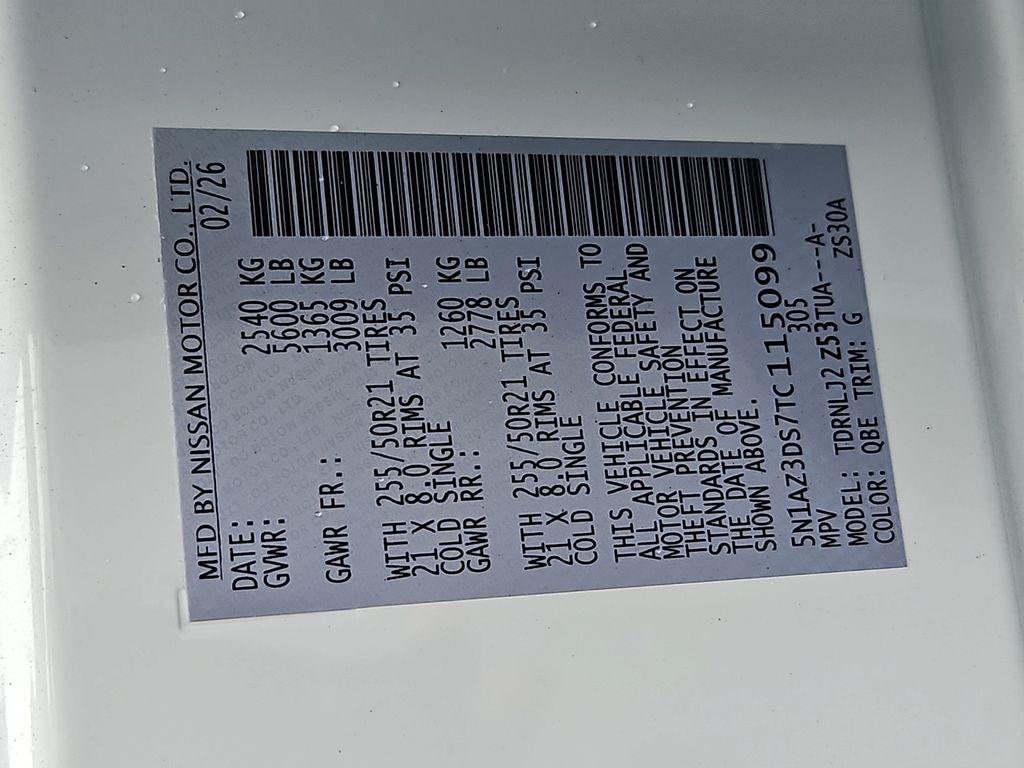 MFD BY NISSAN MOTOR CO., LTD.
DATE: 02/26
GVWR: 2540 KG
5600 LB
GAWR FR.: 1365 KG
3009 LB
WITH 255/50R21 TIRES
21 X 8.0 RIMS AT 35 PSI
COLD SINGLE
GAWR RR.: 1260 KG
2778 LB
WITH 255/50R21 TIRES
21 X 8.0 RIMS AT 35 PSI
COLD SINGLE
THIS VEHICLE CONFORMS TO
ALL APPLICABLE FEDERAL
MOTOR VEHICLE SAFETY AND
THEFT PREVENTION
STANDARDS IN EFFECT ON
THE DATE OF MANUFACTURE
SHOWN ABOVE.
5N1AZ3DS7TC115099
MPV 305
MODEL: TDRNLJ2 Z53TUA---A-
COLOR: QBE TRIM: G ZS30A